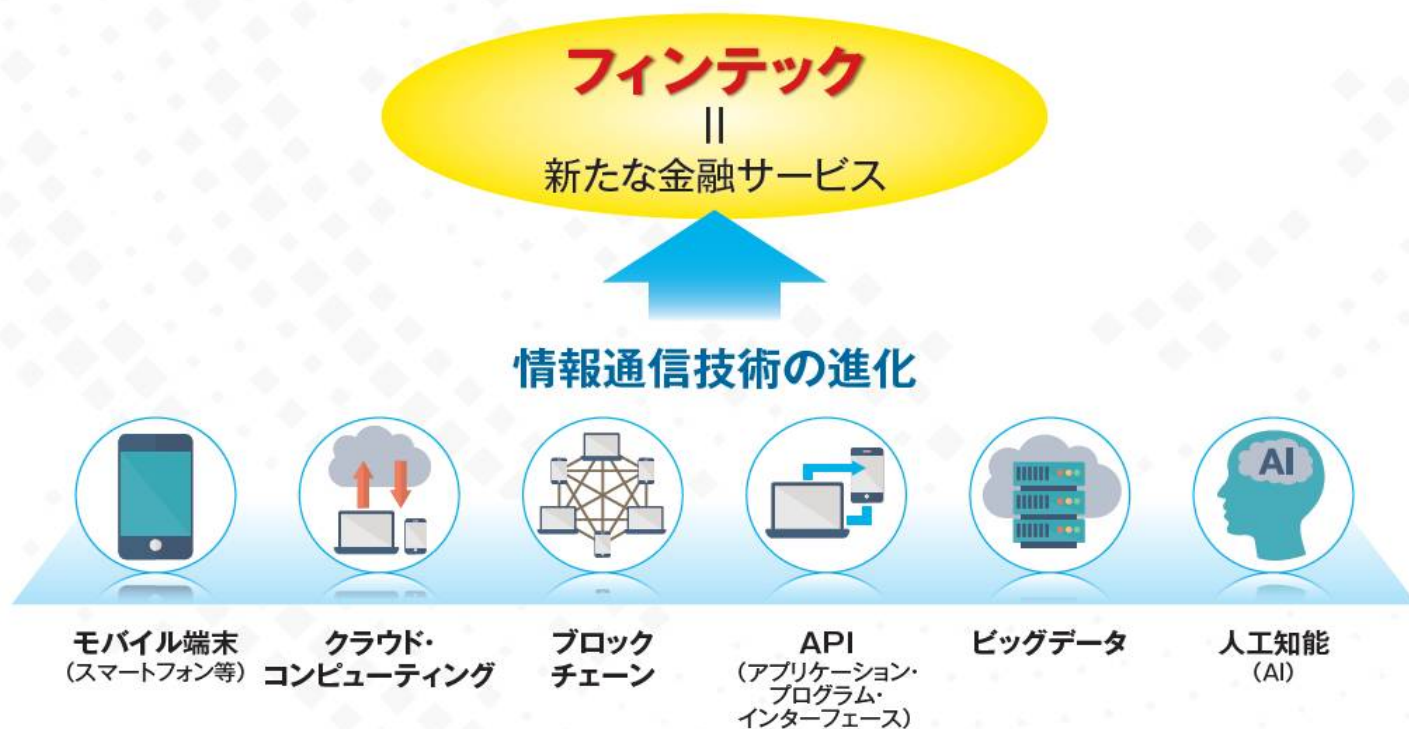 フィンテック
=
新たな金融サービス
情報通信技術の進化
AI
モバイル端末
(スマートフォン等)
クラウド・
コンピューティング
ブロック
チェーン
API
(アプリケーション・
プログラム・
インターフェース)
ビッグデータ
人工知能
(AI)